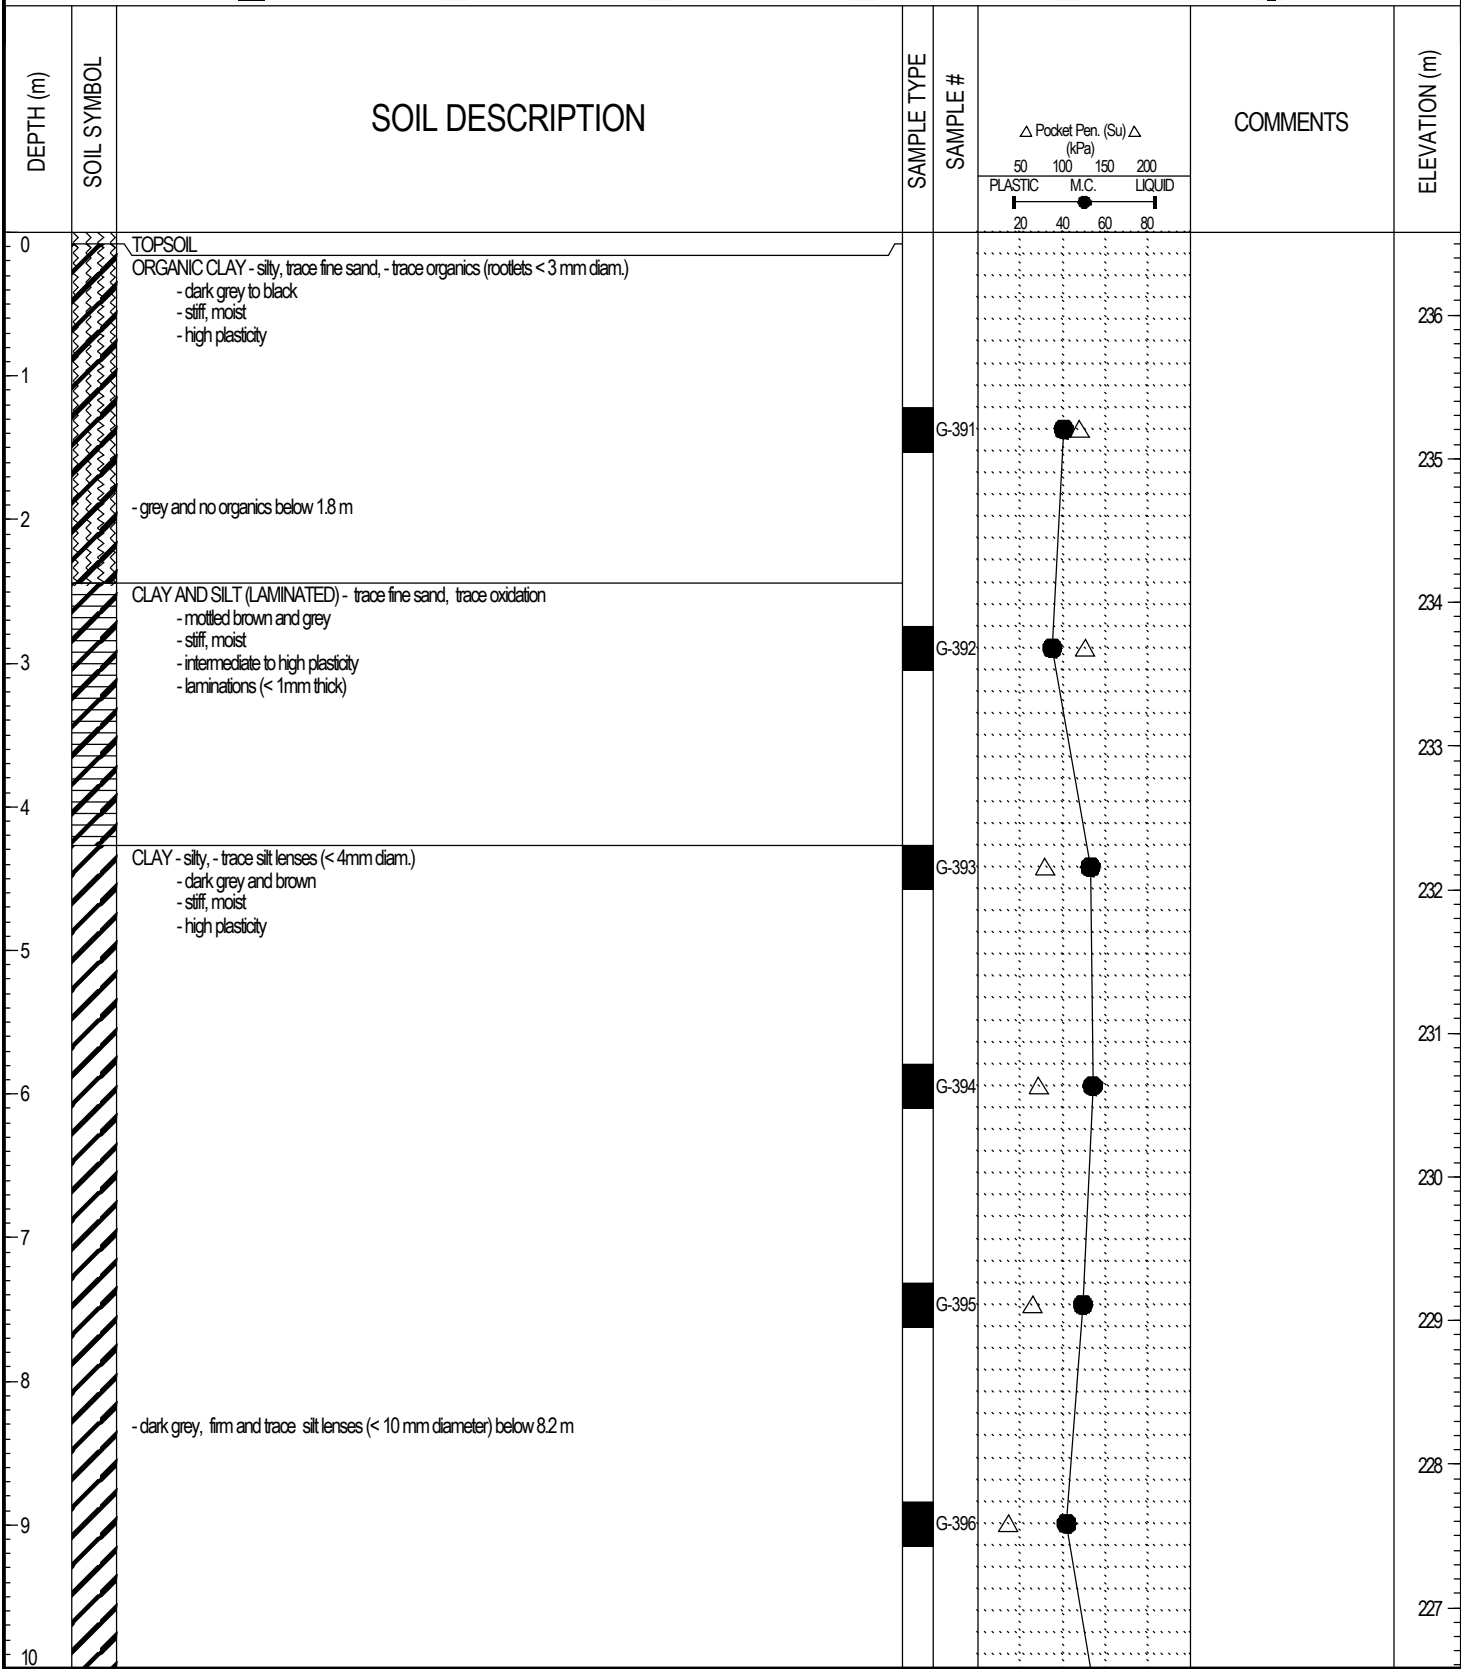 DEPTH (m)
SOIL SYMBOL
SOIL DESCRIPTION
SAMPLE TYPE
SAMPLE #
△ Pocket Pen. (Su) △
(kPa)
50 100 150 200
PLASTIC M.C. LIQUID
20 40 60 80
COMMENTS
ELEVATION (m)
0
TOPSOIL
ORGANIC CLAY - silty, trace fine sand, - trace organics (rootlets < 3 mm diam.)
- dark grey to black
- stiff, moist
236
- high plasticity
1
G-391
235
- grey and no organics below 1.8 m
2
CLAY AND SILT (LAMINATED) - trace fine sand, trace oxidation
234
- mottled brown and grey
- stiff, moist
G-392
- intermediate to high plasticity
3
- laminations (< 1mm thick)
233
4
CLAY - silty, - trace silt lenses (< 4mm diam.)
G-393
- dark grey and brown
232
- stiff, moist
- high plasticity
5
231
G-394
6
230
7
G-395
229
8
- dark grey, firm and trace silt lenses (< 10 mm diameter) below 8.2 m
228
G-396
9
227
10